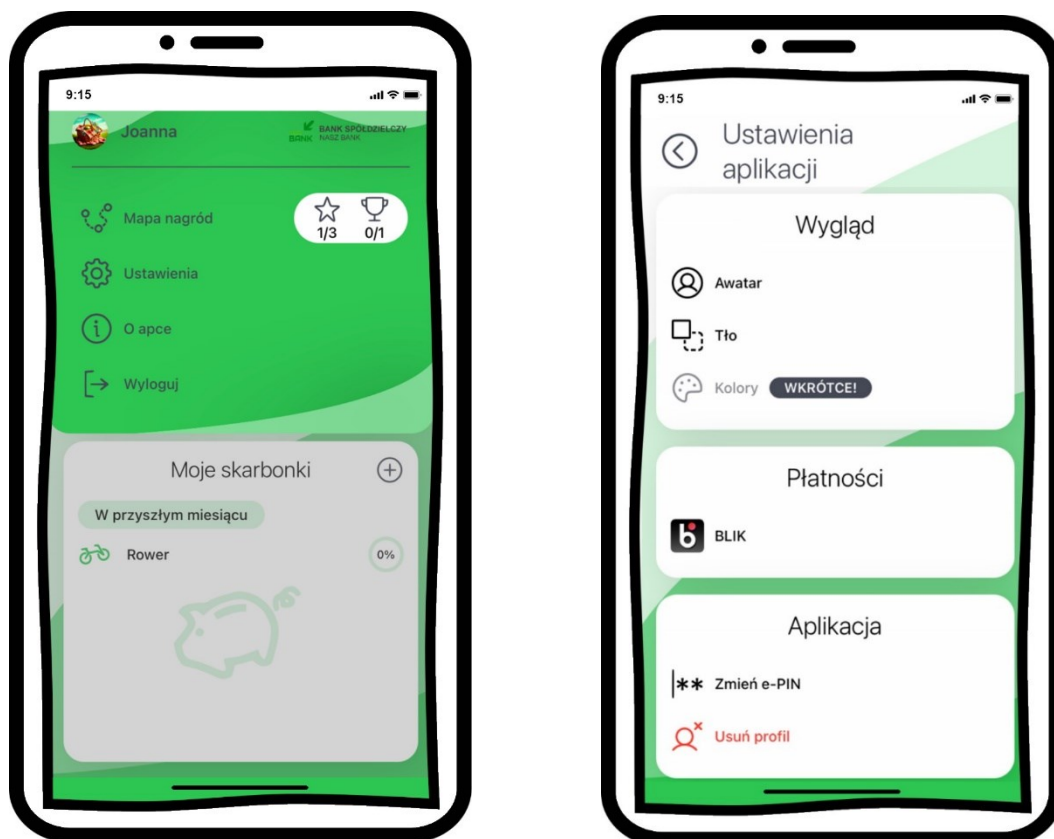 9:15
Joanna
BANK
BANK SPÓŁDZIELCZY
NASZ BANK
Mapa nagród
1/3
0/1
Ustawienia
O apce
Wyloguj
Moje skarbonki
W przyszłym miesiącu
Rower
0%
9:15
Ustawienia
aplikacji
Wygląd
Awatar
Tło
Kolory WKRÓTCE!
Płatności
BLIK
Aplikacja
Zmień e-PIN
Usuń profil